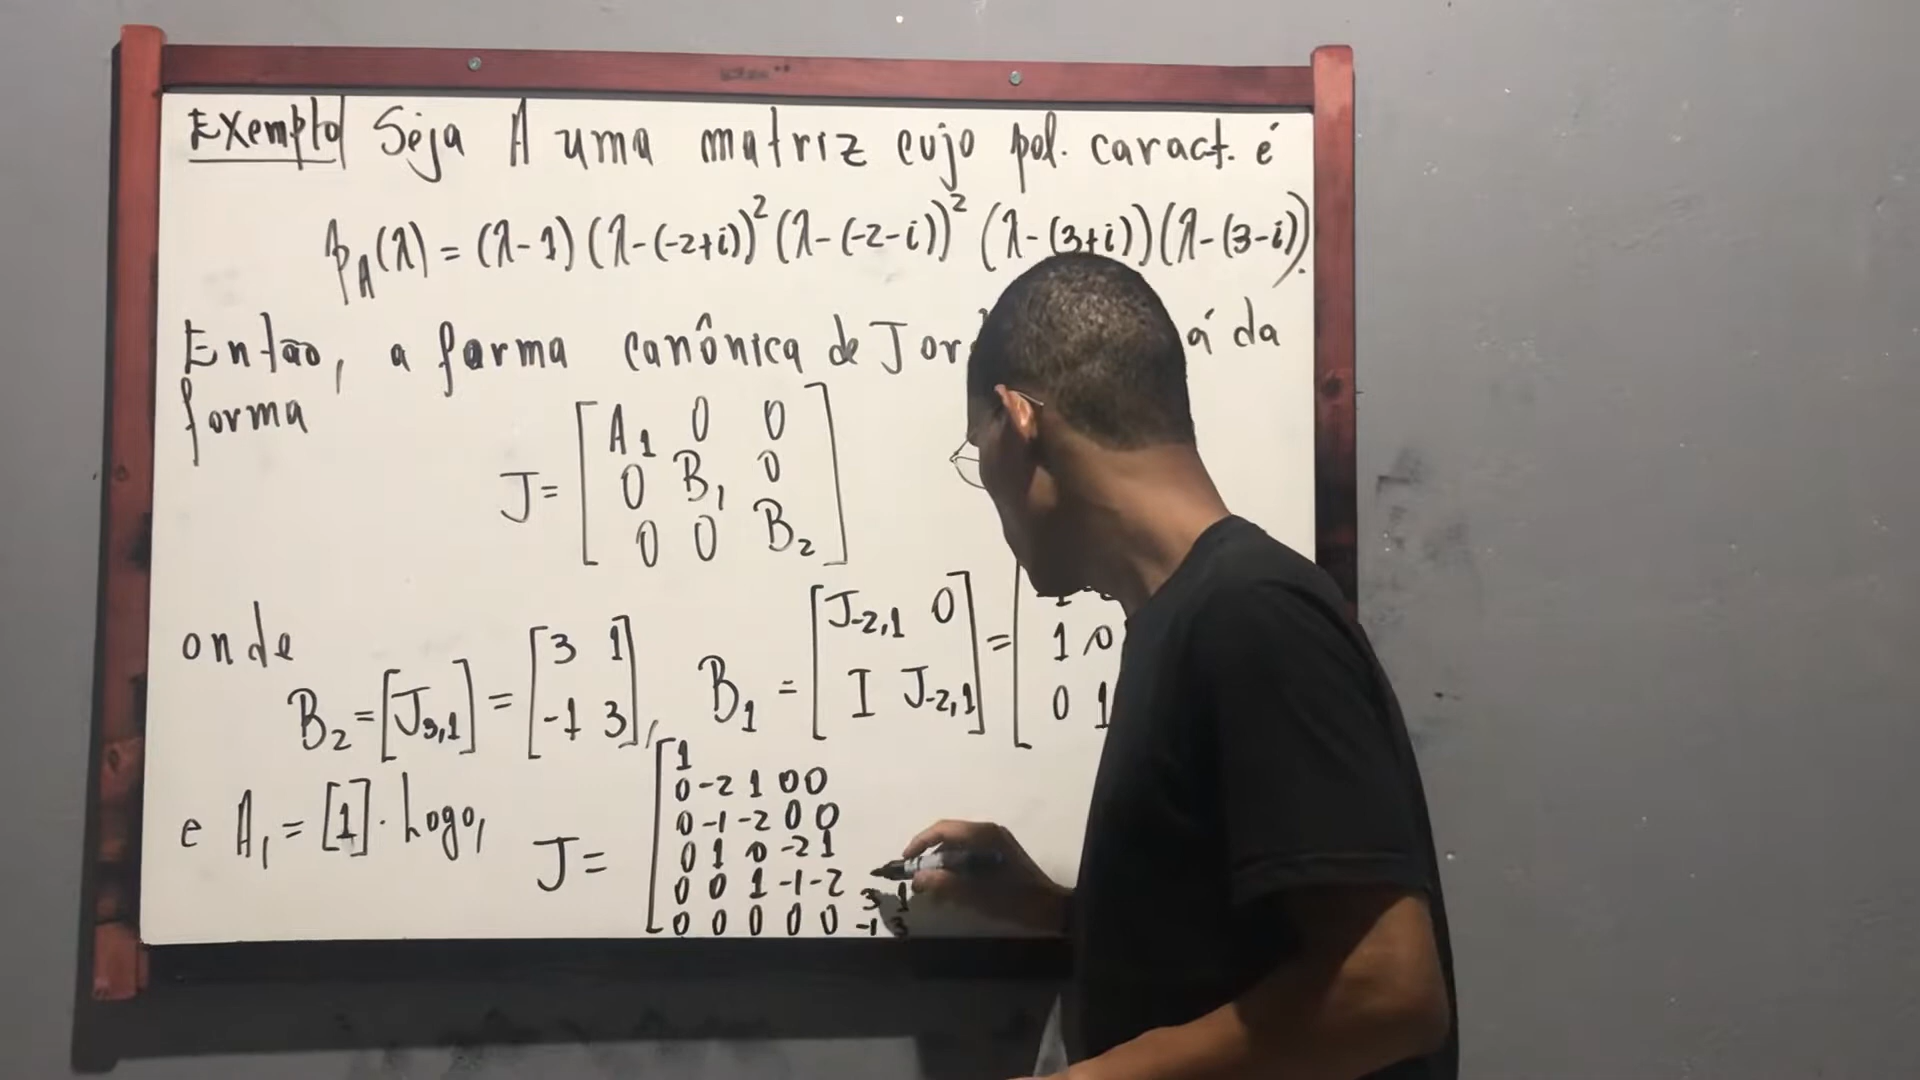 Exemplo Seja A uma matriz cujo pol. caract. é
p_A(λ) = (λ-1)(λ-(-2+i))²(λ-(-2-i))²(λ-(3+i))(λ-(3-i)).
Então, a forma canônica de da
forma
J= [A₁ 0 0
0 B₁ 0
0 0 B₂]
onde
B₂=[J₃,₁] = [3 1
-1 3], B₁ = [J₋₂,₁ 0
I J₋₂,₁] = [
1 0
0 1
e A₁ = [1]. Logo,
J= [1
0 -2 1 0 0
0 -1 -2 0 0
0 1 0 -2 1
0 0 1 -1 -2 3 1
0 0 0 0 0 -1 3